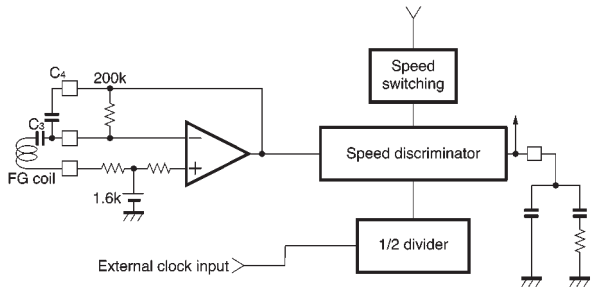 Speed
switching
C4
200k
C3
Speed discriminator
FG coil
1.6k
1/2 divider
External clock input